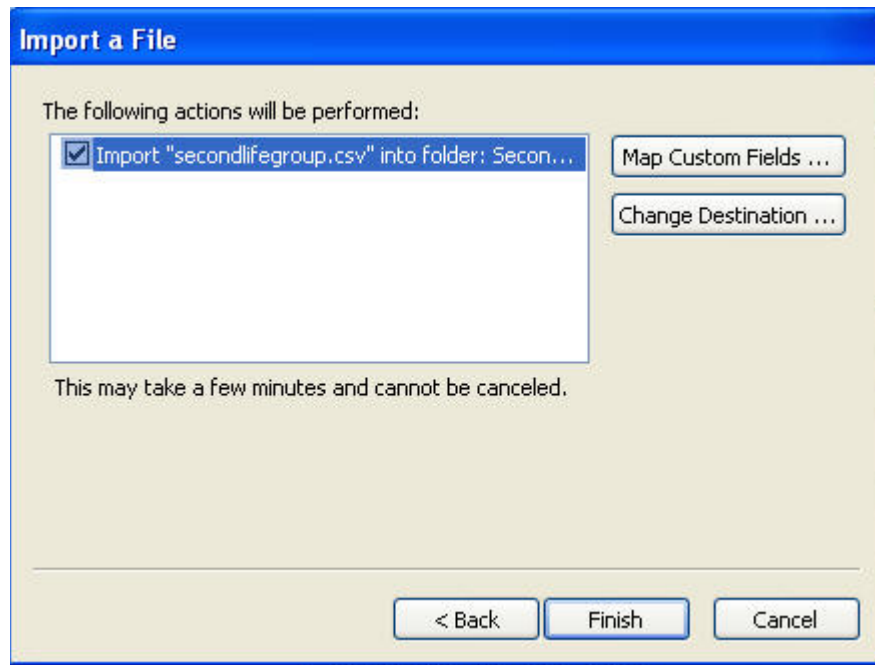 Import a File
The following actions will be performed:
Import "secondlifegroup.csv" into folder: Secon...
Map Custom Fields ...
Change Destination ...
This may take a few minutes and cannot be canceled.
< Back
Finish
Cancel